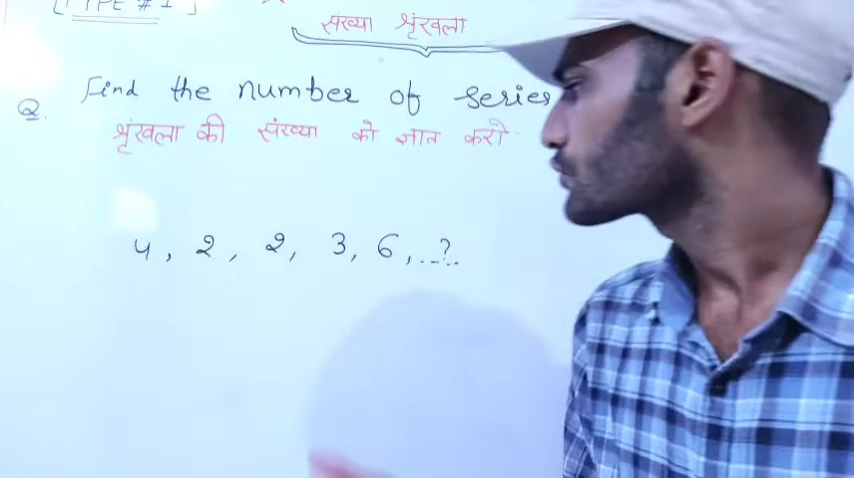 [TYPE # 1]
संख्या श्रृंखला
Q. Find the number of series
श्रृंखला की संख्या को ज्ञात करो
4, 2, 2, 3, 6, ..?..